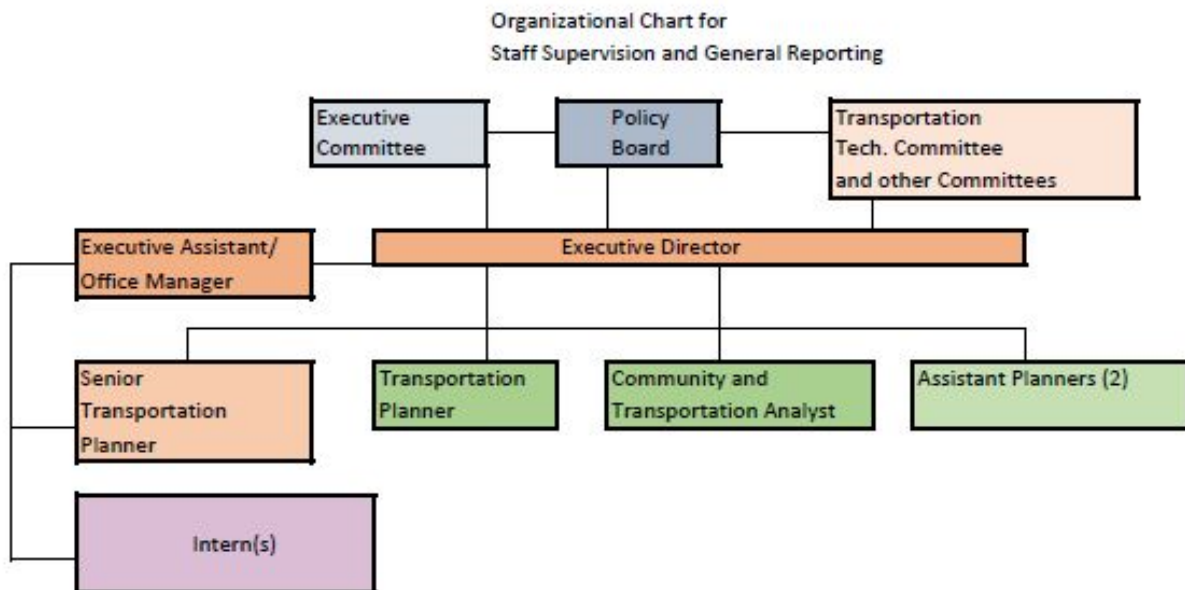 Organizational Chart for
Staff Supervision and General Reporting
Executive
Committee
Policy
Board
Transportation
Tech. Committee
and other Committees
Executive Assistant/
Office Manager
Executive Director
Senior
Transportation
Planner
Transportation
Planner
Community and
Transportation Analyst
Assistant Planners (2)
Intern(s)